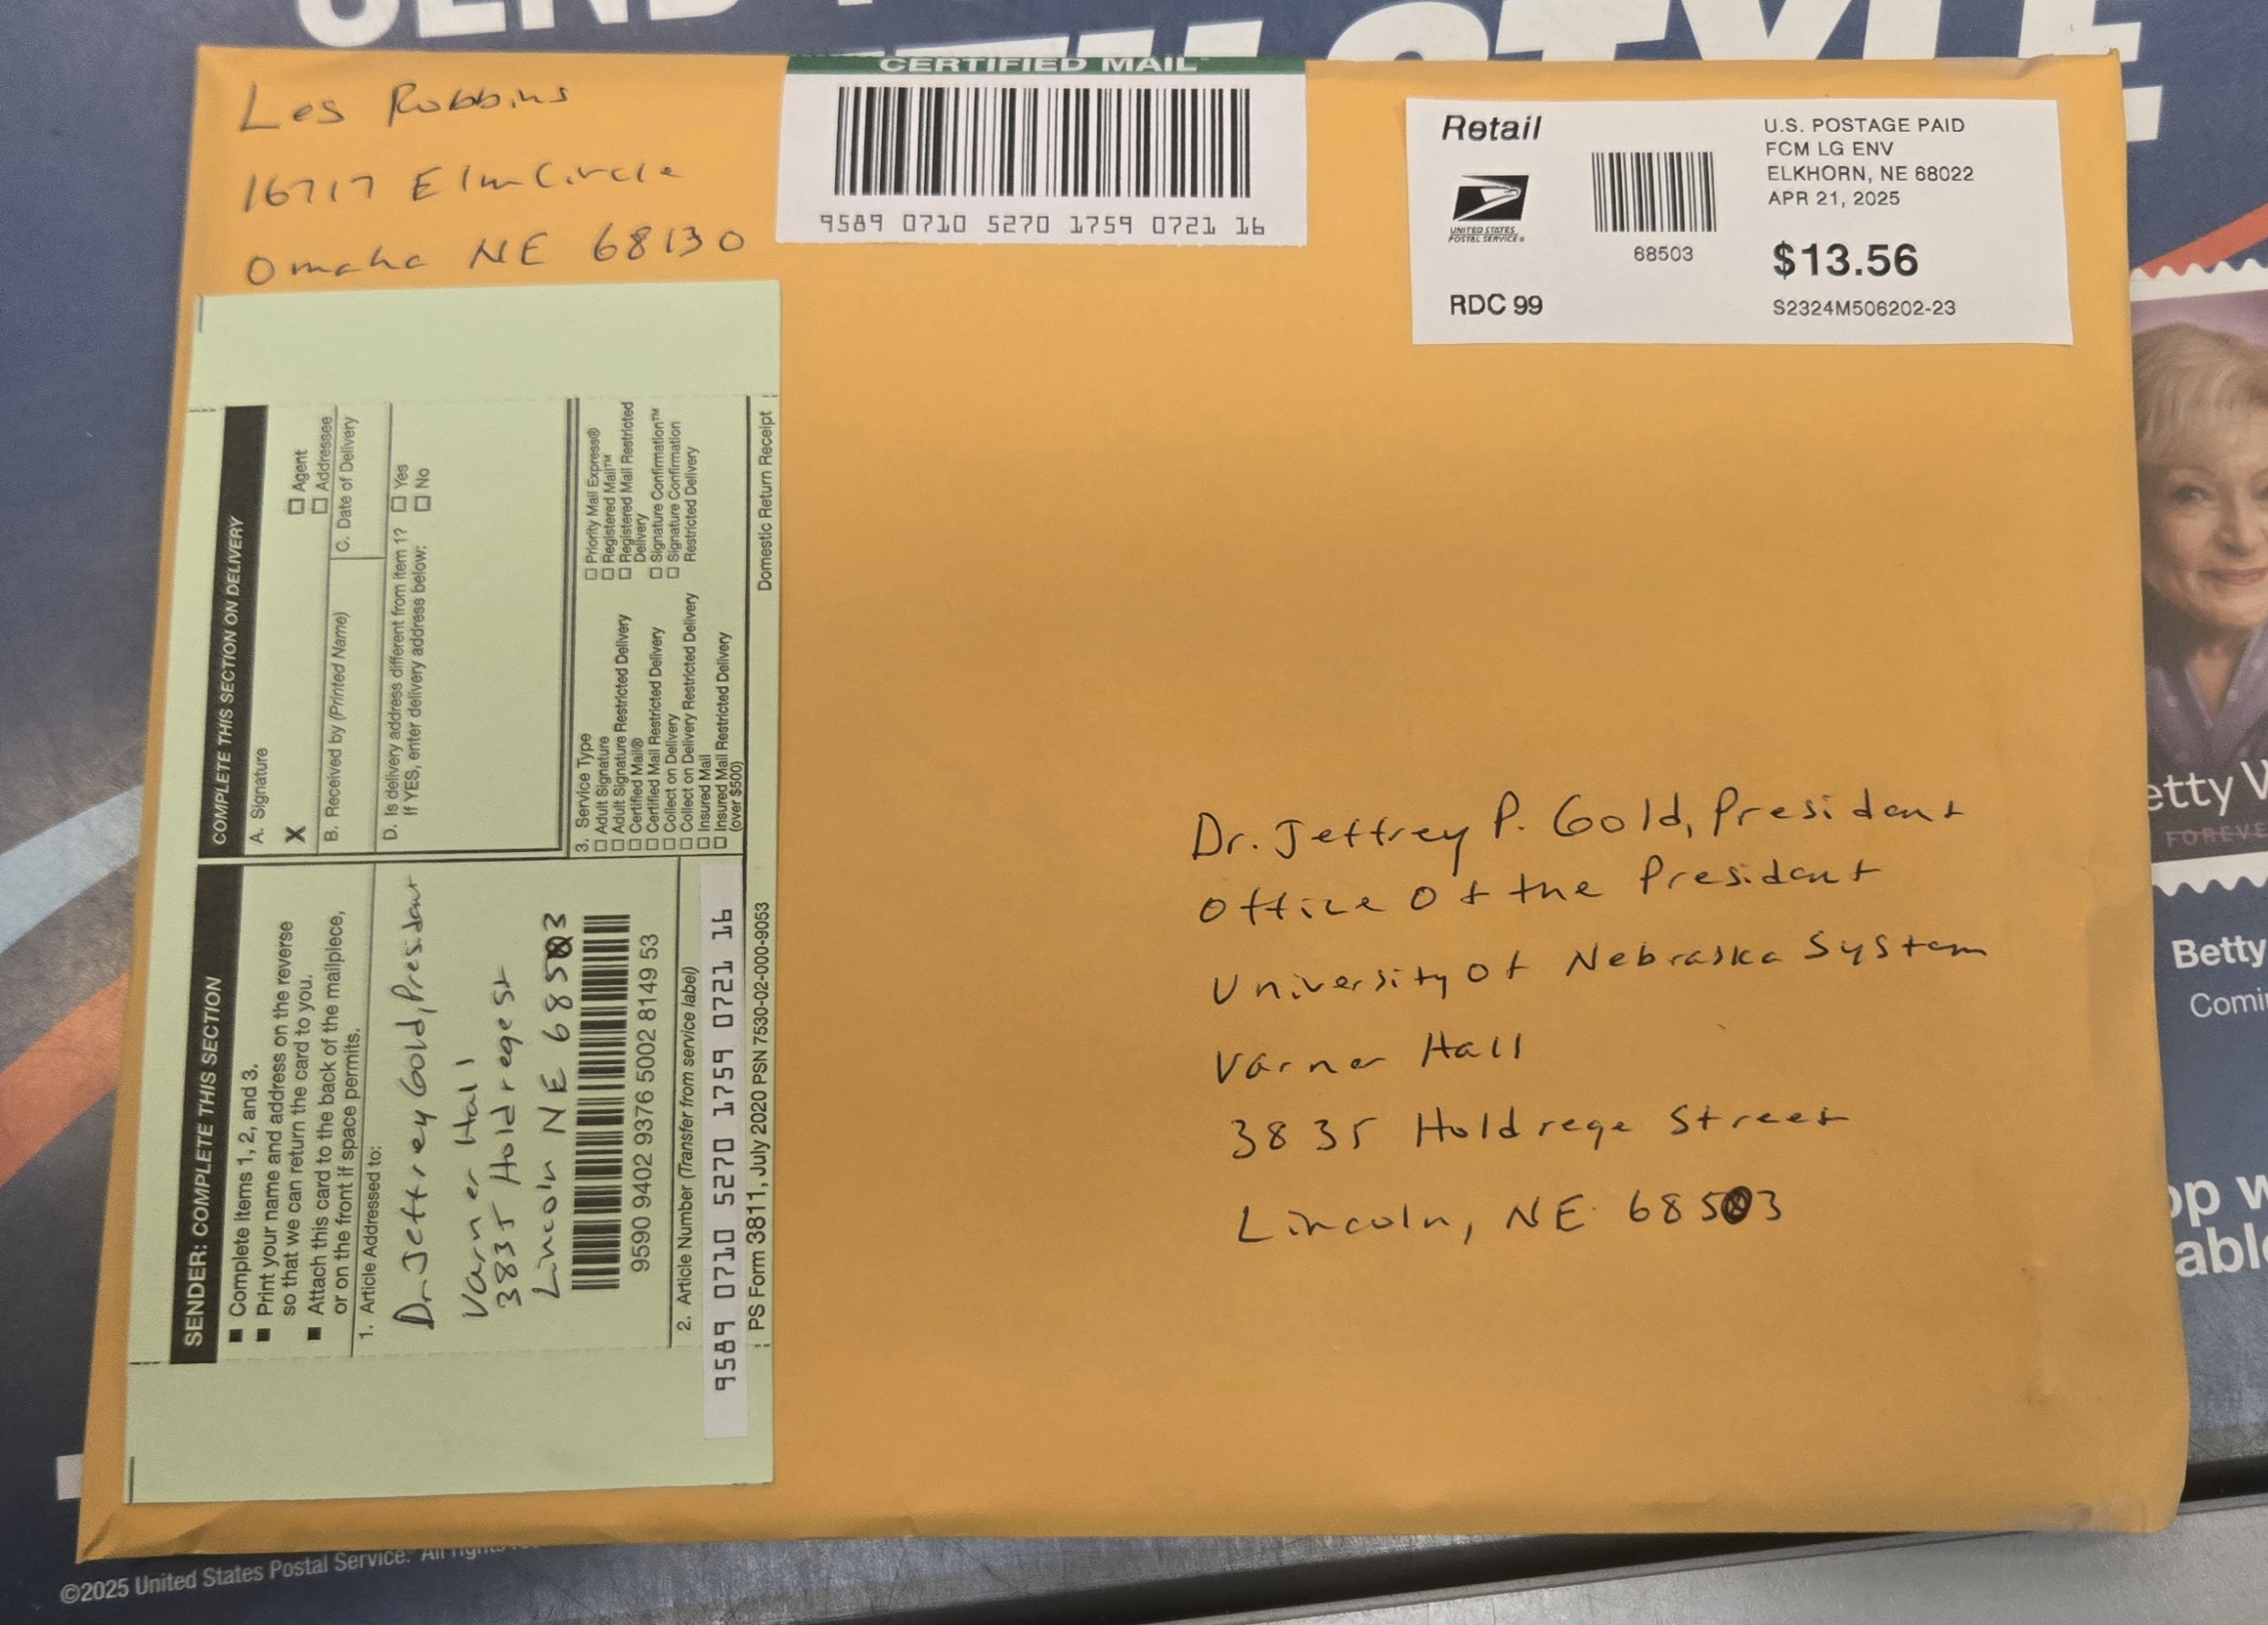 Les Robbins
16717 Elm Circle
Omaha NE 68130
CERTIFIED MAIL®
9589 0710 5270 1759 0721 16
Retail
UNITED STATES
POSTAL SERVICE®
RDC 99
68503
U.S. POSTAGE PAID
FCM LG ENV
ELKHORN, NE 68022
APR 21, 2025
$13.56
S2324M506202-23
SENDER: COMPLETE THIS SECTION
■ Complete items 1, 2, and 3.
■ Print your name and address on the reverse
so that we can return the card to you.
■ Attach this card to the back of the mailpiece,
or on the front if space permits.
1. Article Addressed to:
Dr. Jeffrey Gold, President
Varner Hall
3835 Holdrege St
Lincoln NE 68503
9590 9402 9376 5002 8149 53
2. Article Number (Transfer from service label)
9589 0710 5270 1759 0721 16
PS Form 3811, July 2020 PSN 7530-02-000-9053
COMPLETE THIS SECTION ON DELIVERY
A. Signature
X
□ Agent
□ Addressee
B. Received by (Printed Name)
C. Date of Delivery
D. Is delivery address different from item 1? □ Yes
If YES, enter delivery address below: □ No
3. Service Type
□ Adult Signature
□ Adult Signature Restricted Delivery
□ Certified Mail®
□ Certified Mail Restricted Delivery
□ Collect on Delivery
□ Collect on Delivery Restricted Delivery
□ Insured Mail
□ Insured Mail Restricted Delivery
(over $500)
□ Priority Mail Express®
□ Registered Mail™
□ Registered Mail Restricted
Delivery
□ Signature Confirmation™
□ Signature Confirmation
Restricted Delivery
Domestic Return Receipt
Dr. Jeffrey P. Gold, President
Office Of the President
University Of Nebraska System
Varner Hall
3835 Holdrege Street
Lincoln, NE 68503
etty W
FOREVE
Betty
Comi
op w
able
©2025 United States Postal Service. All